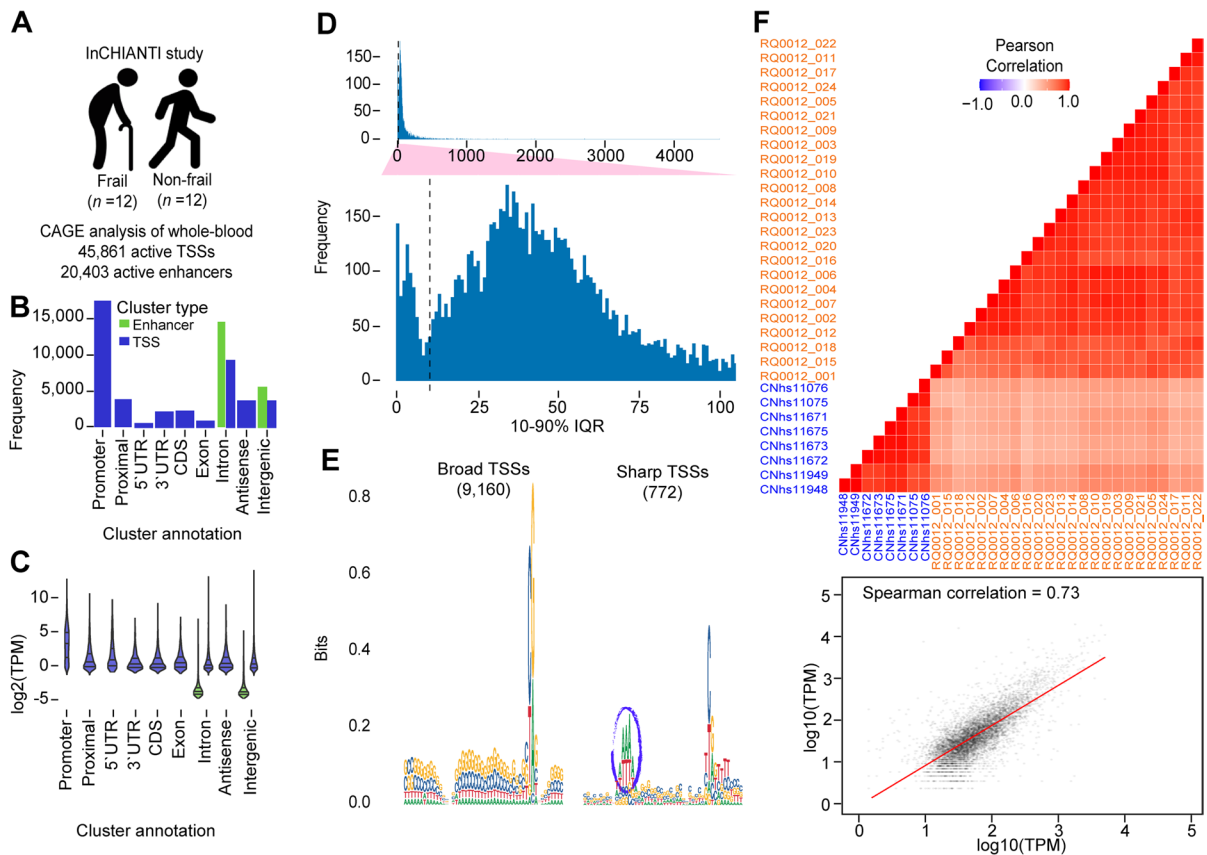 A
InCHIANTI study
Frail
(n =12)
Non-frail
(n =12)
CAGE analysis of whole-blood
45,861 active TSSs
20,403 active enhancers
B
Cluster type
Enhancer
TSS
15,000
10,000
5,000
0
Frequency
Promoter
Proximal
5'UTR
3'UTR
CDS
Exon
Intron
Antisense
Intergenic
Cluster annotation
C
10
5
0
-5
log2(TPM)
Promoter
Proximal
5'UTR
3'UTR
CDS
Exon
Intron
Antisense
Intergenic
Cluster annotation
D
150
100
50
0
0
1000
2000
3000
4000
150
100
50
0
Frequency
0
25
50
75
100
10-90% IQR
E
Broad TSSs
(9,160)
Sharp TSSs
(772)
0.8
0.6
0.4
0.2
0.0
Bits
F
Pearson
Correlation
−1.0
0.0
1.0
RQ0012_022
RQ0012_011
RQ0012_017
RQ0012_024
RQ0012_005
RQ0012_021
RQ0012_009
RQ0012_003
RQ0012_019
RQ0012_010
RQ0012_008
RQ0012_014
RQ0012_013
RQ0012_023
RQ0012_020
RQ0012_016
RQ0012_006
RQ0012_004
RQ0012_007
RQ0012_002
RQ0012_012
RQ0012_018
RQ0012_015
RQ0012_001
CNhs11076
CNhs11075
CNhs11671
CNhs11675
CNhs11673
CNhs11672
CNhs11949
CNhs11948
CNhs11948
CNhs11949
CNhs11672
CNhs11673
CNhs11675
CNhs11671
CNhs11075
CNhs11076
RQ0012_001
RQ0012_015
RQ0012_018
RQ0012_012
RQ0012_002
RQ0012_007
RQ0012_004
RQ0012_006
RQ0012_016
RQ0012_020
RQ0012_023
RQ0012_013
RQ0012_014
RQ0012_008
RQ0012_010
RQ0012_019
RQ0012_003
RQ0012_009
RQ0012_021
RQ0012_005
RQ0012_024
RQ0012_017
RQ0012_011
RQ0012_022
Spearman correlation = 0.73
5
4
3
2
1
0
log10(TPM)
0
1
2
3
4
5
log10(TPM)